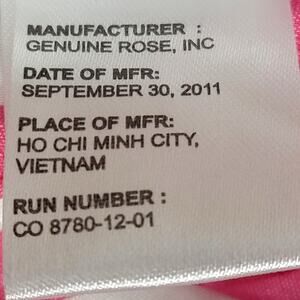 MANUFACTURER :
GENUINE ROSE, INC
DATE OF MFR:
SEPTEMBER 30, 2011
PLACE OF MFR:
HO CHI MINH CITY,
VIETNAM
RUN NUMBER :
CO 8780-12-01